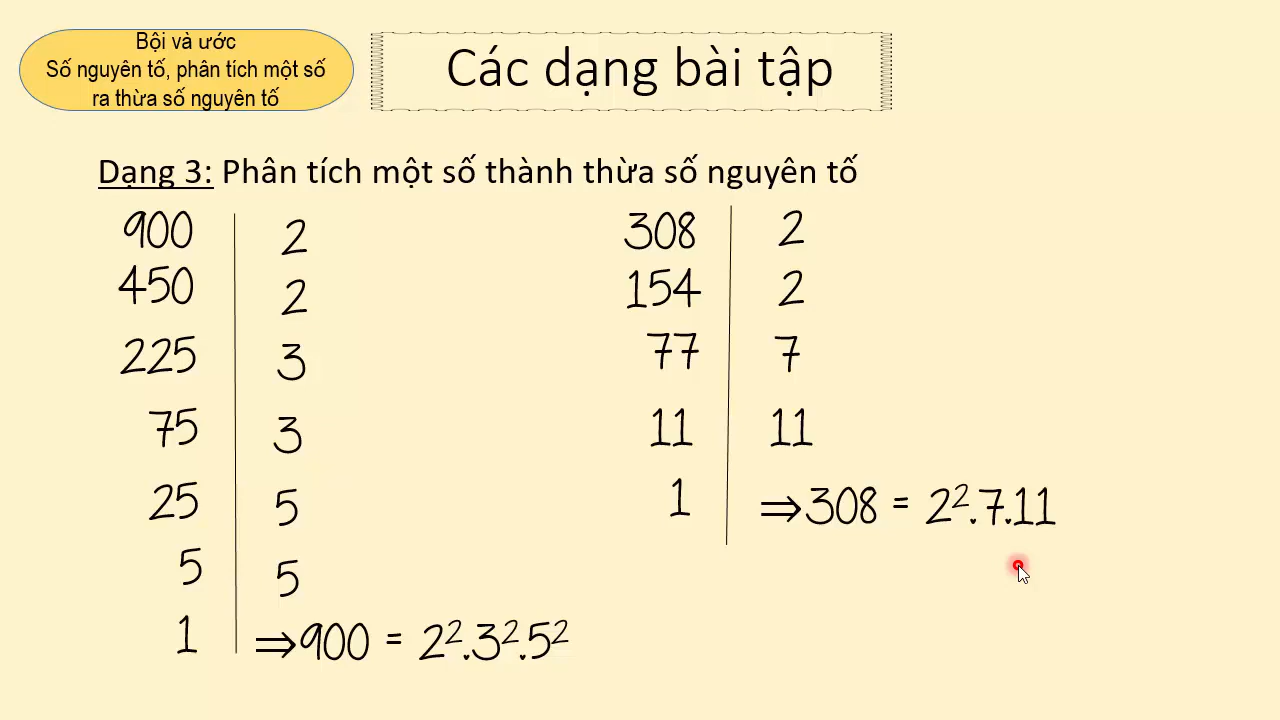 Bội và ước
Số nguyên tố, phân tích một số
ra thừa số nguyên tố
Các dạng bài tập
Dạng 3: Phân tích một số thành thừa số nguyên tố
900 2
450 2
225 3
75 3
25 5
5 5
1 ⇒900 = 2².3².5²
308 2
154 2
77 7
11 11
1 ⇒308 = 2².7.11